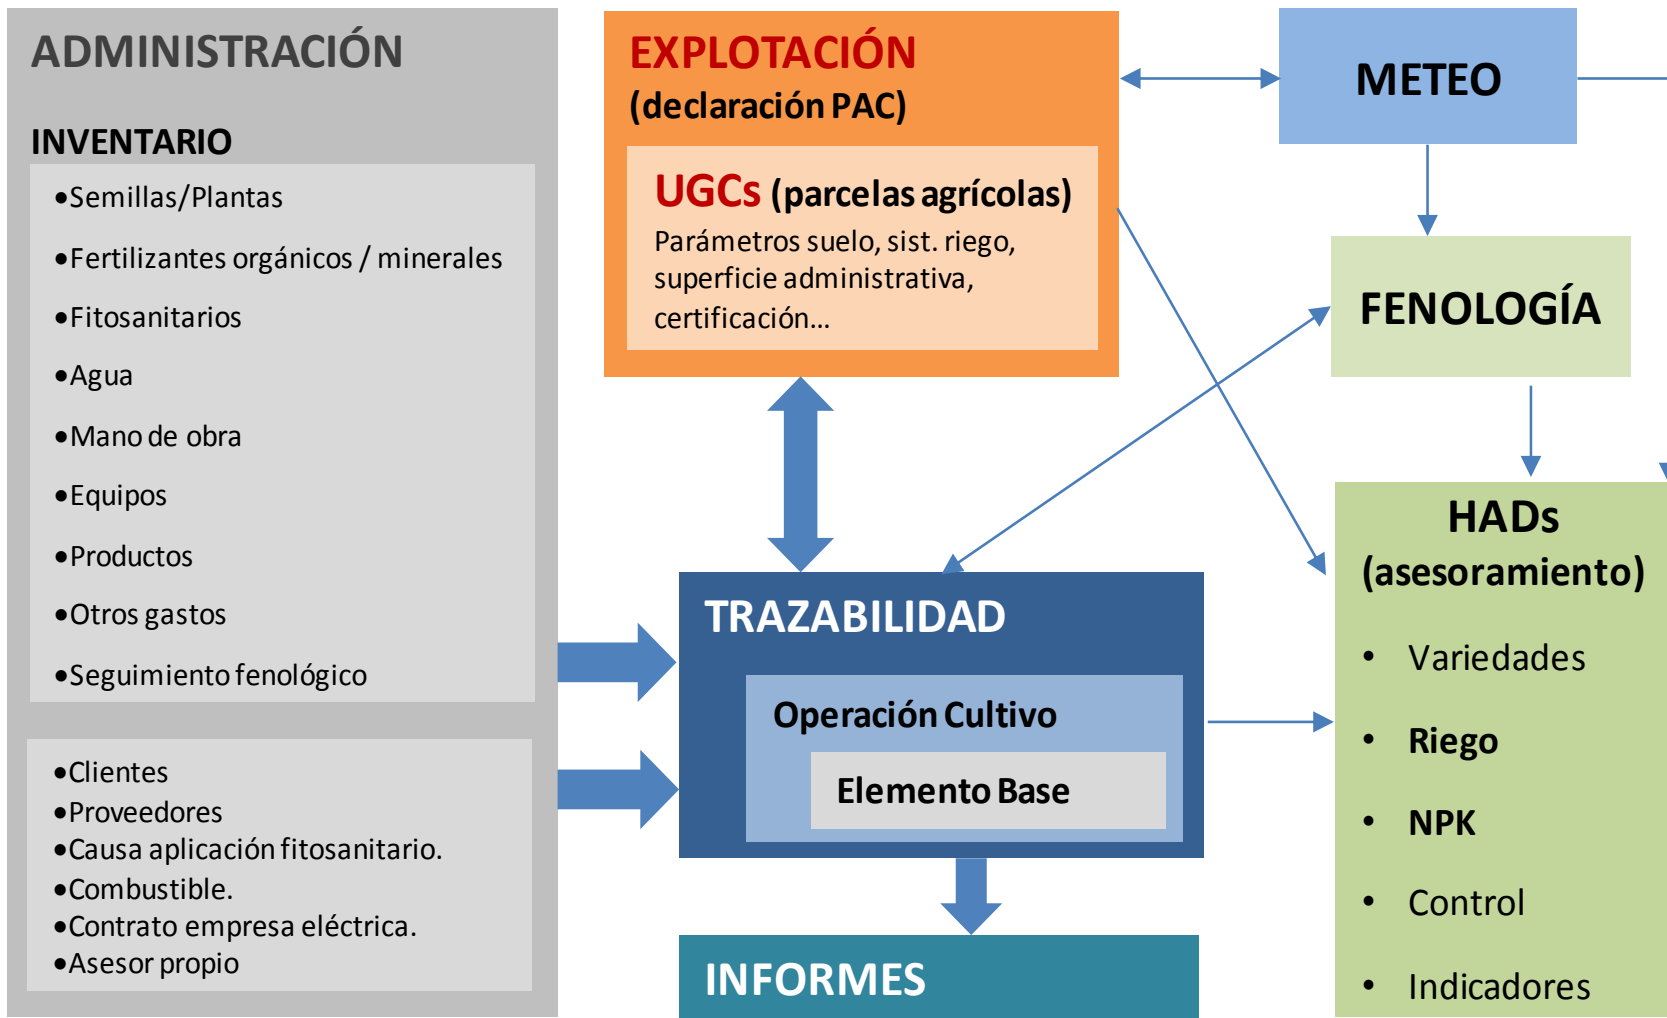 ADMINISTRACIÓN
INVENTARIO
•Semillas/Plantas
•Fertilizantes orgánicos / minerales
•Fitosanitarios
•Agua
•Mano de obra
•Equipos
•Productos
•Otros gastos
•Seguimiento fenológico
•Clientes
•Proveedores
•Causa aplicación fitosanitario.
•Combustible.
•Contrato empresa eléctrica.
•Asesor propio
EXPLOTACIÓN
(declaración PAC)
UGCs (parcelas agrícolas)
Parámetros suelo, sist. riego,
superficie administrativa,
certificación...
TRAZABILIDAD
Operación Cultivo
Elemento Base
INFORMES
METEO
FENOLOGÍA
HADs
(asesoramiento)
• Variedades
• Riego
• NPK
• Control
• Indicadores